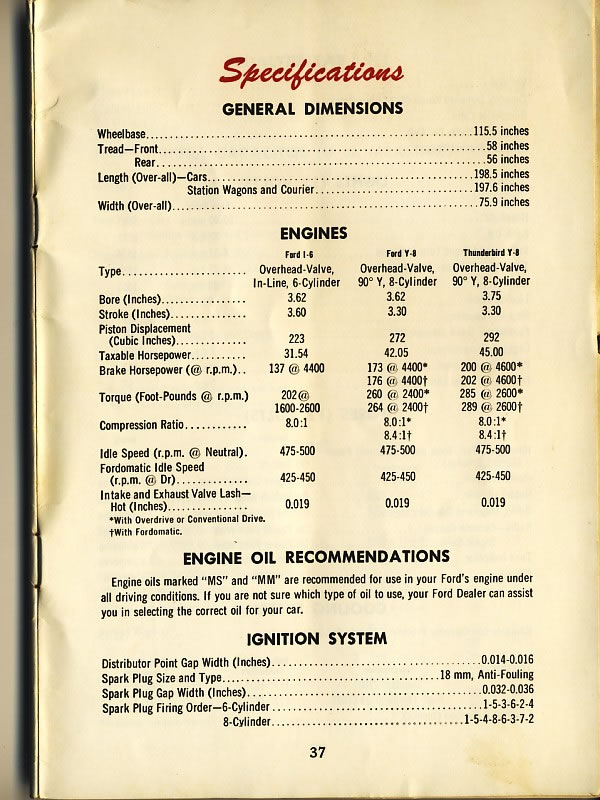 Specifications
GENERAL DIMENSIONS
Wheelbase......115.5 inches
Tread—Front......58 inches
Rear......56 inches
Length (Over-all)—Cars......198.5 inches
Station Wagons and Courier......197.6 inches
Width (Over-all)......75.9 inches
ENGINES
Ford I-6 Ford Y-8 Thunderbird Y-8
Type...... Overhead-Valve, Overhead-Valve, Overhead-Valve,
In-Line, 6-Cylinder 90° Y, 8-Cylinder 90° Y, 8-Cylinder
Bore (Inches)...... 3.62 3.62 3.75
Stroke (Inches)...... 3.60 3.30 3.30
Piston Displacement
(Cubic Inches)...... 223 272 292
Taxable Horsepower...... 31.54 42.05 45.00
Brake Horsepower (@ r.p.m.).. 137 @ 4400 173 @ 4400* 200 @ 4600*
176 @ 4400† 202 @ 4600†
Torque (Foot-Pounds @ r.p.m.) 202@ 260 @ 2400* 285 @ 2600*
1600-2600 264 @ 2400† 289 @ 2600†
Compression Ratio...... 8.0:1 8.0:1* 8.0:1*
8.4:1† 8.4:1†
Idle Speed (r.p.m. @ Neutral). 475-500 475-500 475-500
Fordomatic Idle Speed
(r.p.m. @ Dr)...... 425-450 425-450 425-450
Intake and Exhaust Valve Lash—
Hot (Inches)...... 0.019 0.019 0.019
*With Overdrive or Conventional Drive.
†With Fordomatic.
ENGINE OIL RECOMMENDATIONS
Engine oils marked "MS" and "MM" are recommended for use in your Ford's engine under
all driving conditions. If you are not sure which type of oil to use, your Ford Dealer can assist
you in selecting the correct oil for your car.
IGNITION SYSTEM
Distributor Point Gap Width (Inches)......0.014-0.016
Spark Plug Size and Type......18 mm, Anti-Fouling
Spark Plug Gap Width (Inches)......0.032-0.036
Spark Plug Firing Order—6-Cylinder......1-5-3-6-2-4
8-Cylinder......1-5-4-8-6-3-7-2
37